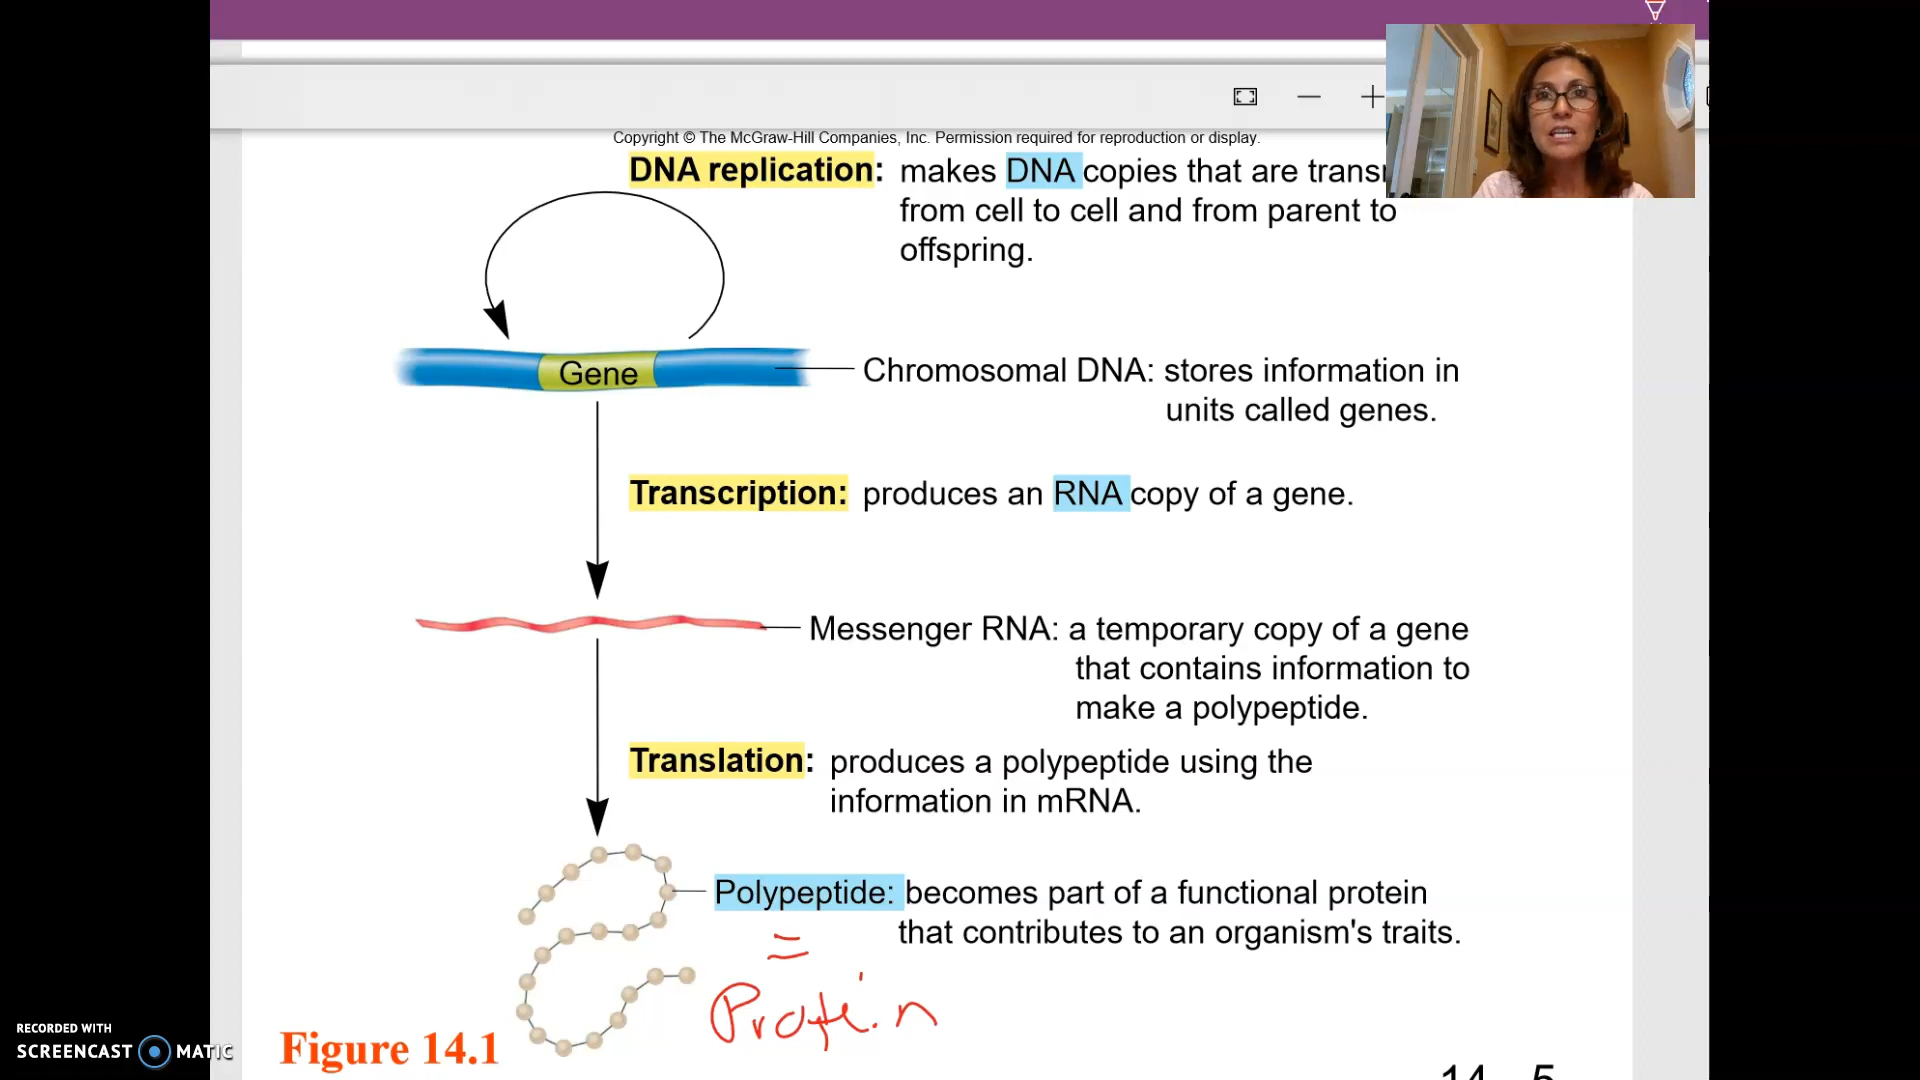 Copyright © The McGraw-Hill Companies, Inc. Permission required for reproduction or display.
DNA replication: makes DNA copies that are
from cell to cell and from parent to
offspring.
Gene
Chromosomal DNA: stores information in
units called genes.
Transcription: produces an RNA copy of a gene.
Messenger RNA: a temporary copy of a gene
that contains information to
make a polypeptide.
Translation: produces a polypeptide using the
information in mRNA.
Polypeptide: becomes part of a functional protein
that contributes to an organism's traits.
=
Protein
Figure 14.1
RECORDED WITH
SCREENCAST MATIC